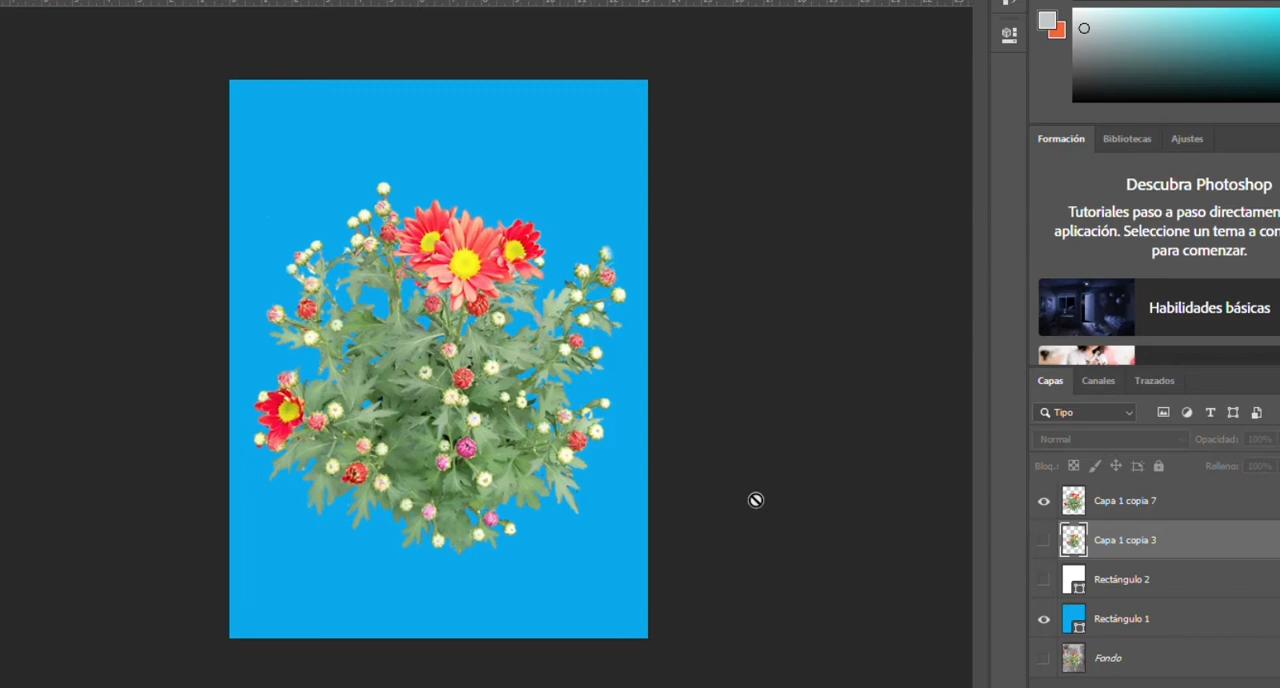 Formación Bibliotecas Ajustes
Descubra Photoshop
Tutoriales paso a paso
aplicación. Seleccione un tema a
para comenzar.
Habilidades básicas
Capas Canales Trazados
Tipo
Normal Opacidad: 100%
Bloq.: Relleno: 100%
Capa 1 copia 7
Capa 1 copia 3
Rectángulo 2
Rectángulo 1
Fondo